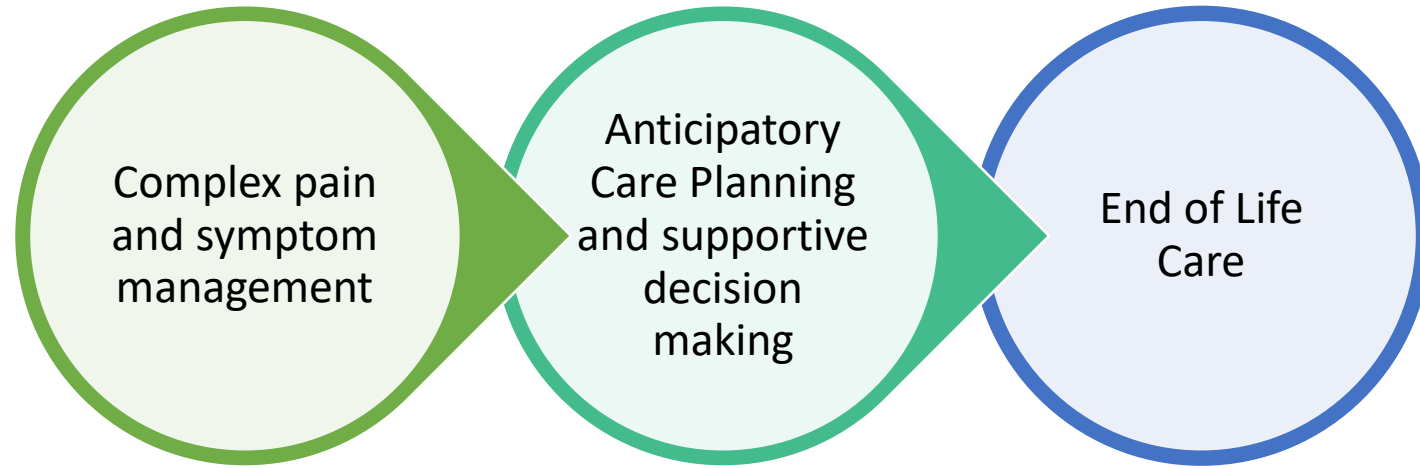 Complex pain
and symptom
management
Anticipatory
Care Planning
and supportive
decision
making
End of Life
Care